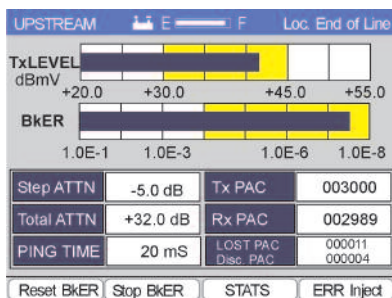 UPSTREAM E F Loc. End of Line
TxLEVEL
dBmV
+20.0 +30.0 +45.0 +55.0
BkER
1.0E-1 1.0E-3 1.0E-6 1.0E-8
Step ATTN -5.0 dB Tx PAC 003000
Total ATTN +32.0 dB Rx PAC 002989
PING TIME 20 mS LOST PAC 000011
Disc. PAC 000004
Reset BkER Stop BkER STATS ERR Inject